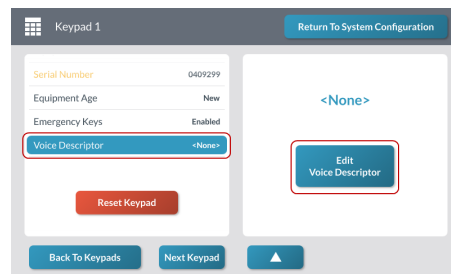 Keypad 1
Return To System Configuration
Serial Number 0409299
Equipment Age New
Emergency Keys Enabled
Voice Descriptor <None>
Reset Keypad
<None>
Edit
Voice Descriptor
Back To Keypads
Next Keypad